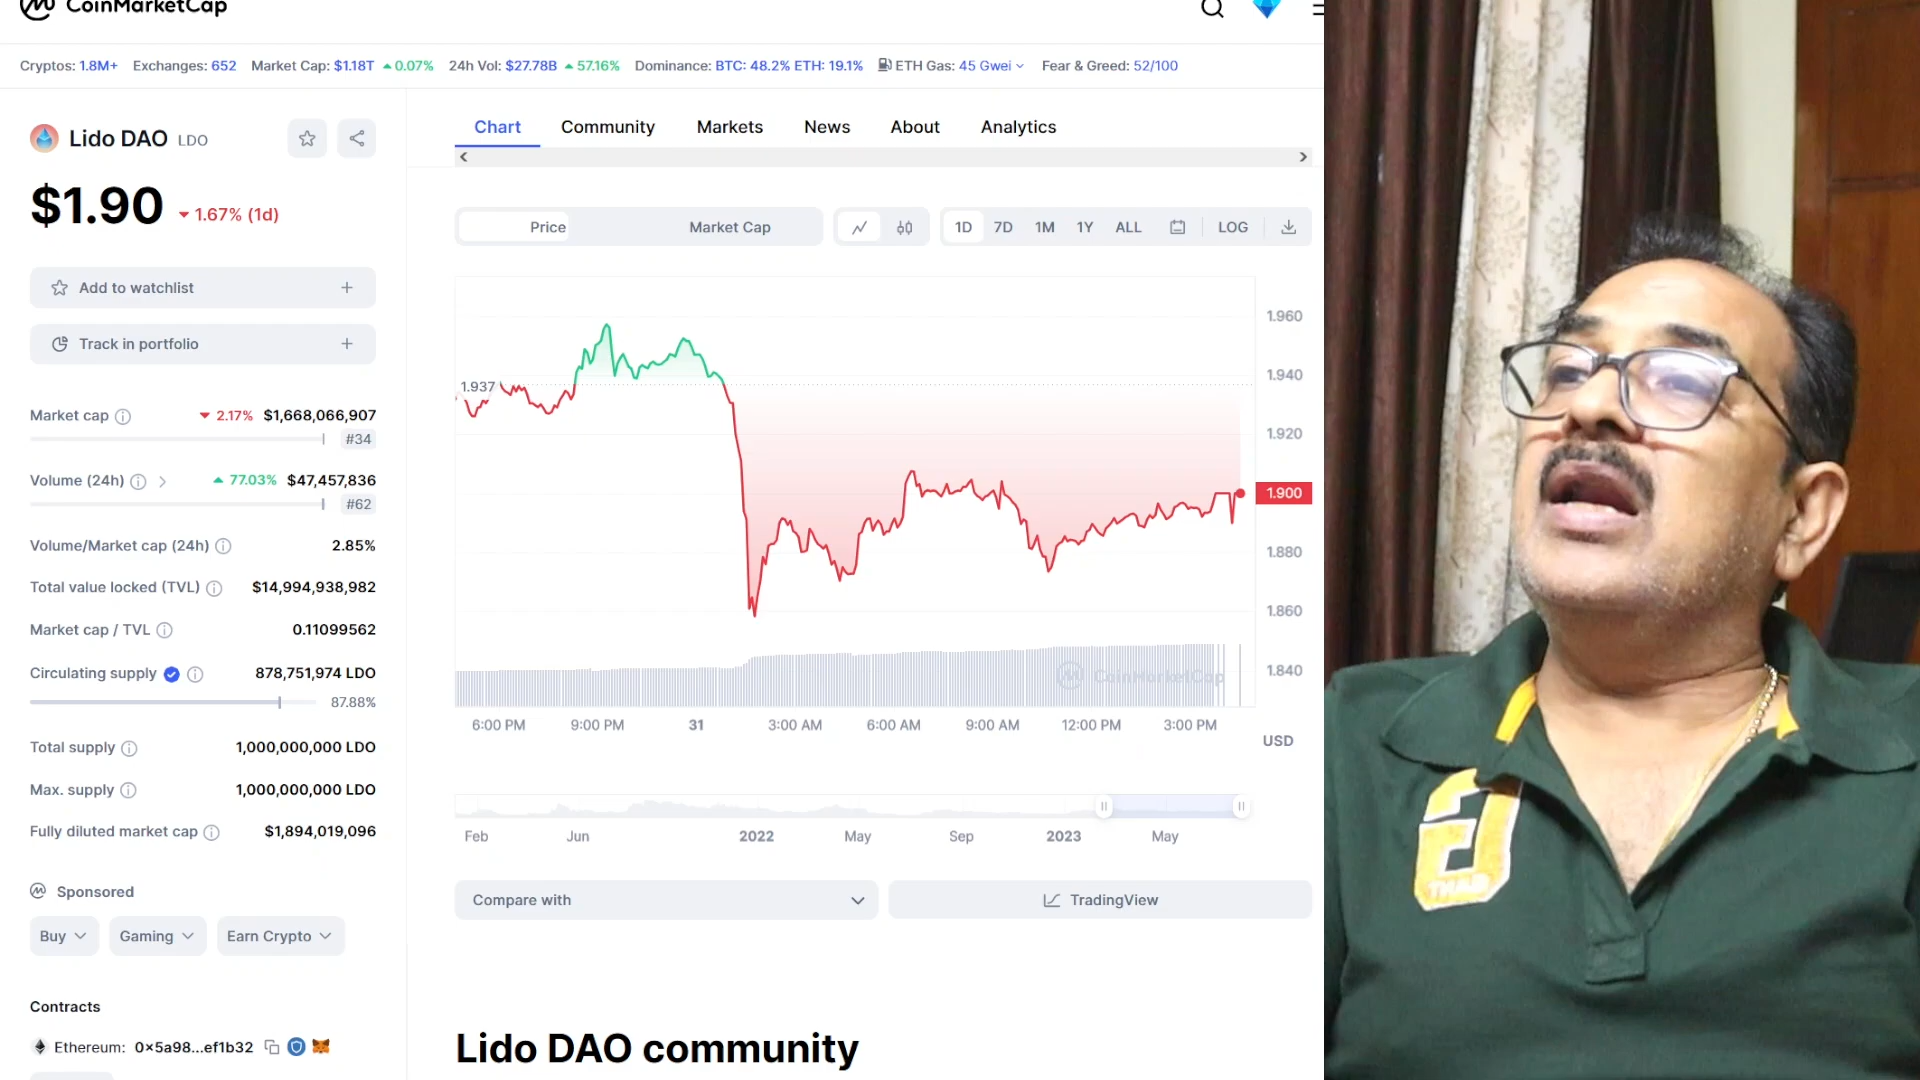 CoinMarketCap
Cryptos: 1.8M+ Exchanges: 652 Market Cap: $1.18T 0.07% 24h Vol: $27.78B 57.16% Dominance: BTC: 48.2% ETH: 19.1% ETH Gas: 45 Gwei Fear & Greed: 52/100
Lido DAO LDO
$1.90 1.67% (1d)
Add to watchlist +
Track in portfolio +
Market cap 2.17% $1,668,066,907
#34
Volume (24h) 77.03% $47,457,836
#62
Volume/Market cap (24h) 2.85%
Total value locked (TVL) $14,994,938,982
Market cap / TVL 0.11099562
Circulating supply 878,751,974 LDO
87.88%
Total supply 1,000,000,000 LDO
Max. supply 1,000,000,000 LDO
Fully diluted market cap $1,894,019,096
Sponsored
Buy Gaming Earn Crypto
Contracts
Ethereum: 0x5a98...ef1b32
Chart Community Markets News About Analytics
Price Market Cap 1D 7D 1M 1Y ALL LOG
1.960
1.937 1.940
1.920
1.900
1.880
1.860
1.840
CoinMarketCap
6:00 PM 9:00 PM 31 3:00 AM 6:00 AM 9:00 AM 12:00 PM 3:00 PM
USD
Feb Jun 2022 May Sep 2023 May
Compare with TradingView
Lido DAO community